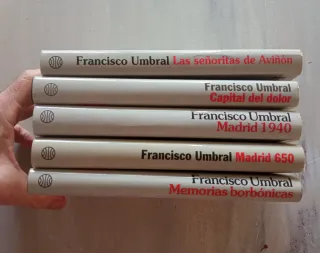 Francisco Umbral Las señoritas de Aviñón
Francisco Umbral
Capital del dolor
Francisco Umbral
Madrid 1940
Francisco Umbral Madrid 650
Francisco Umbral
Memorias borbónicas